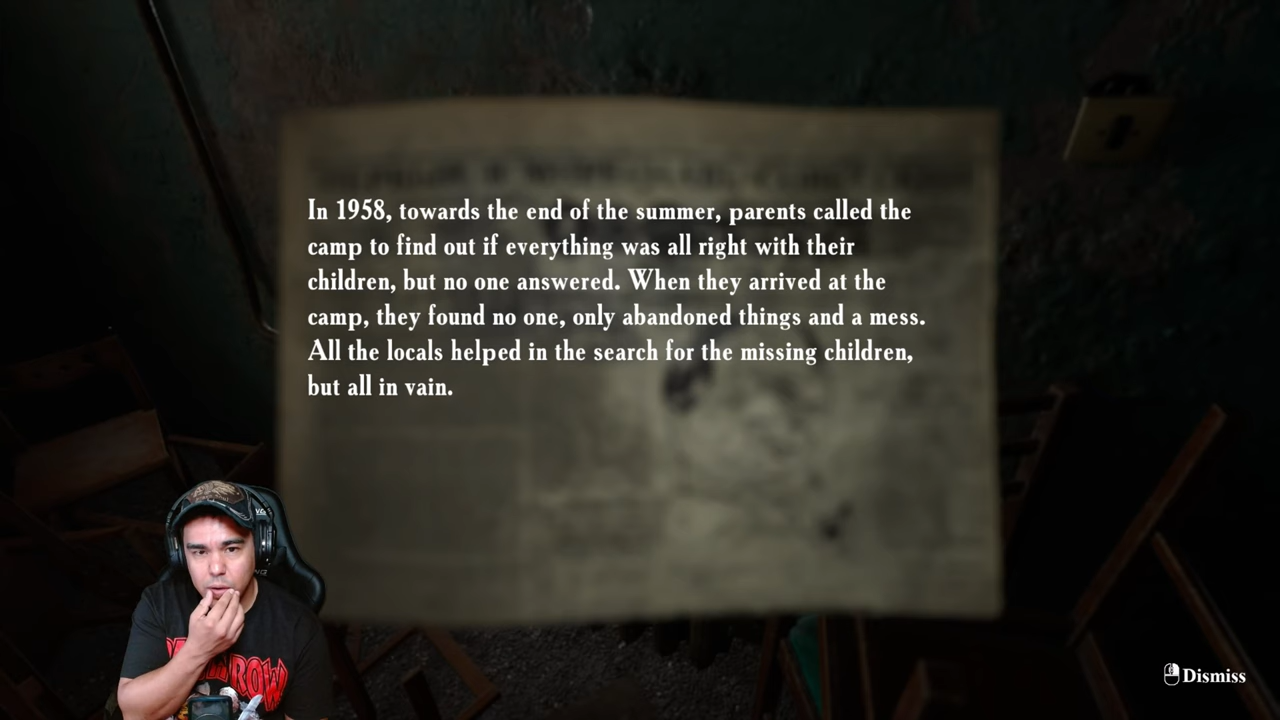 In 1958, towards the end of the summer, parents called the
camp to find out if everything was all right with their
children, but no one answered. When they arrived at the
camp, they found no one, only abandoned things and a mess.
All the locals helped in the search for the missing children,
but all in vain.
Dismiss